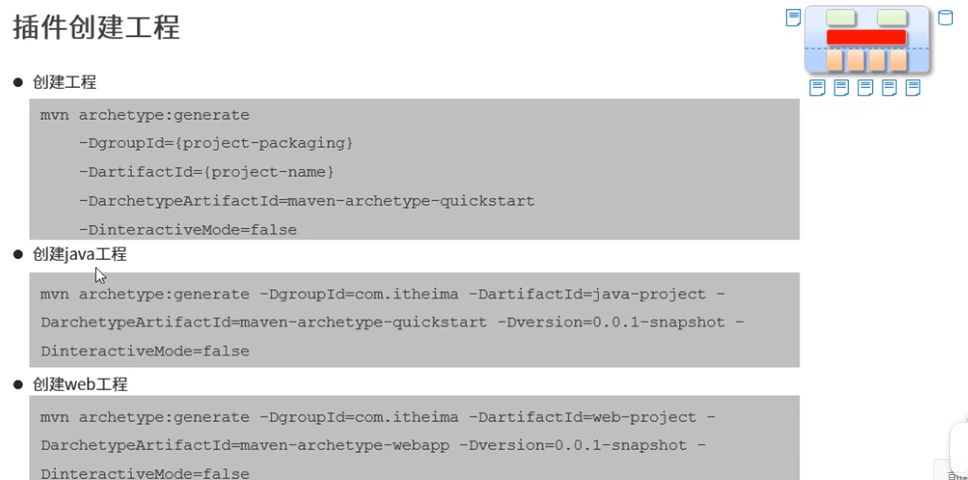 插件创建工程
● 创建工程
mvn archetype:generate
-DgroupId={project-packaging}
-DartifactId={project-name}
-DarchetypeArtifactId=maven-archetype-quickstart
-DinteractiveMode=false
● 创建java工程
mvn archetype:generate -DgroupId=com.itheima -DartifactId=java-project -
DarchetypeArtifactId=maven-archetype-quickstart -Dversion=0.0.1-snapshot -
DinteractiveMode=false
● 创建web工程
mvn archetype:generate -DgroupId=com.itheima -DartifactId=web-project -
DarchetypeArtifactId=maven-archetype-webapp -Dversion=0.0.1-snapshot -
DinteractiveMode=false